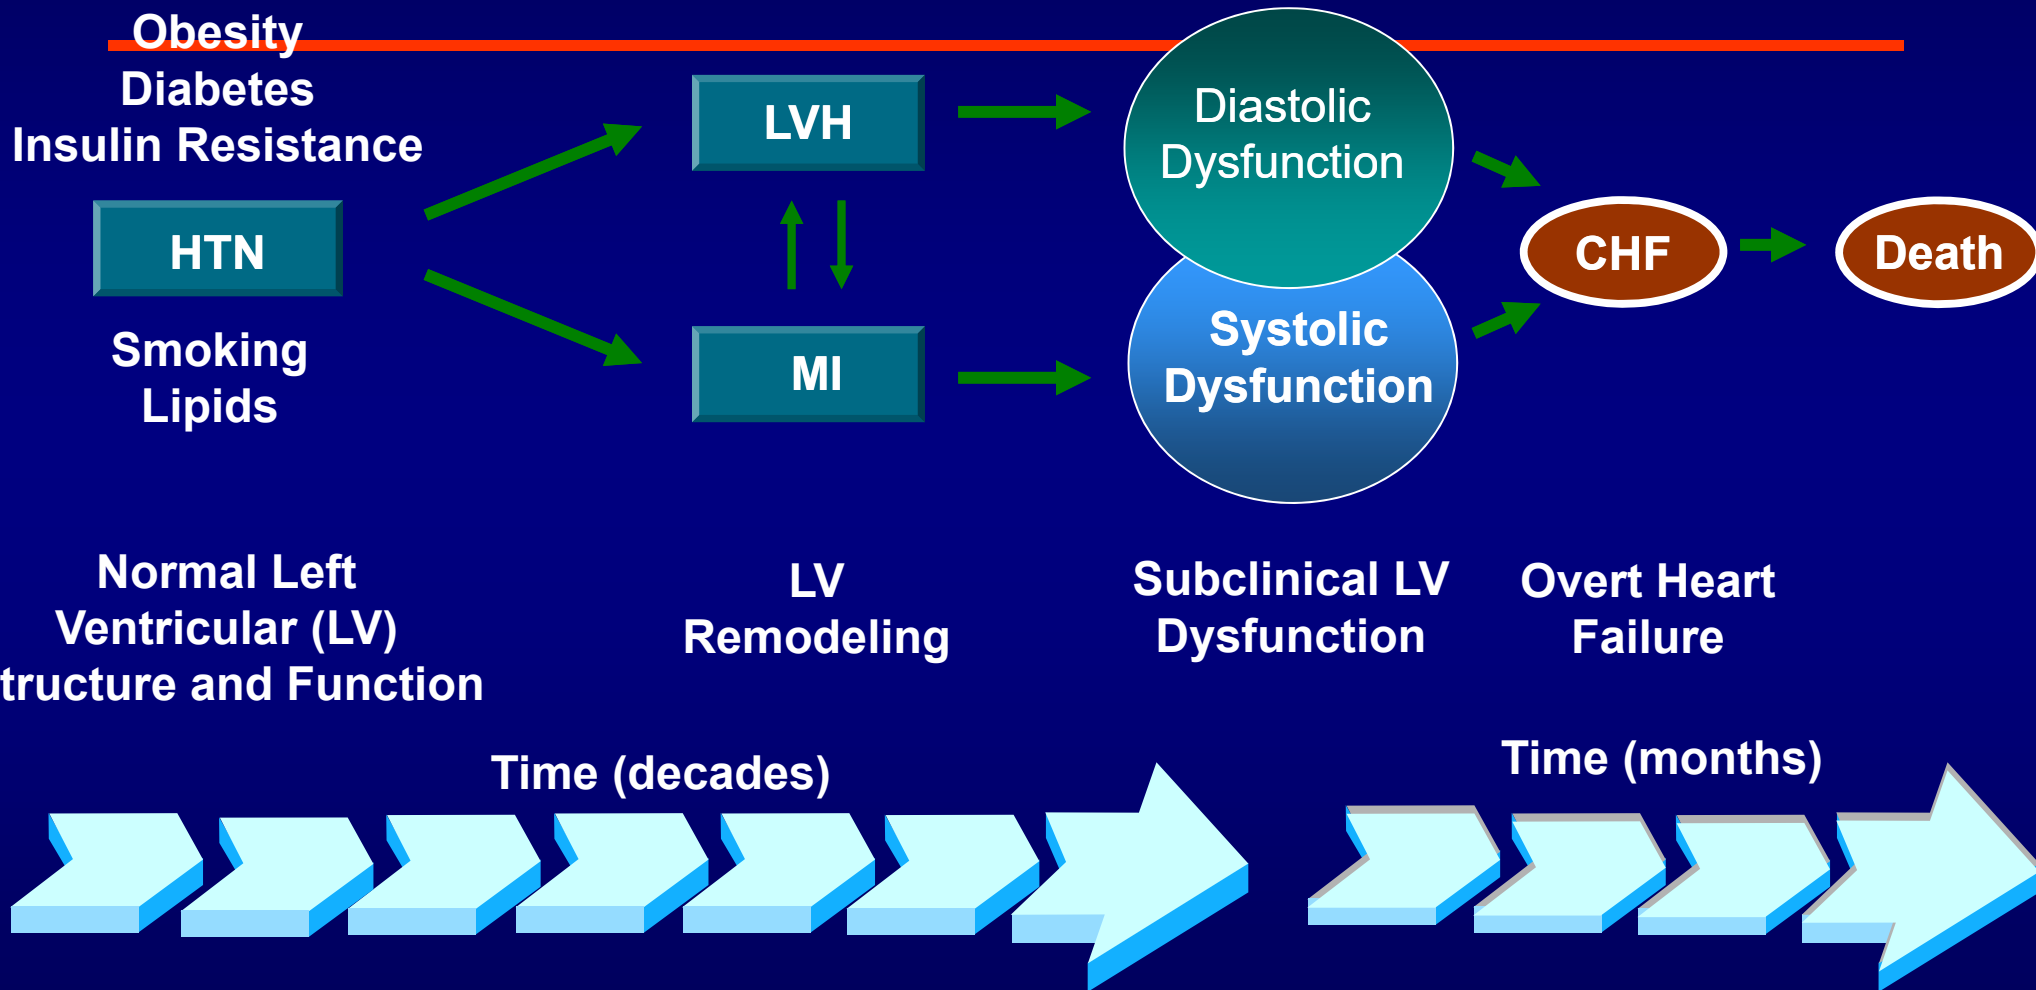 Obesity
Diabetes
Insulin Resistance
HTN
Smoking
Lipids
LVH
MI
Diastolic
Dysfunction
Systolic
Dysfunction
CHF
Death
Normal Left
Ventricular (LV)
tructure and Function
LV
Remodeling
Subclinical LV
Dysfunction
Overt Heart
Failure
Time (decades)
Time (months)